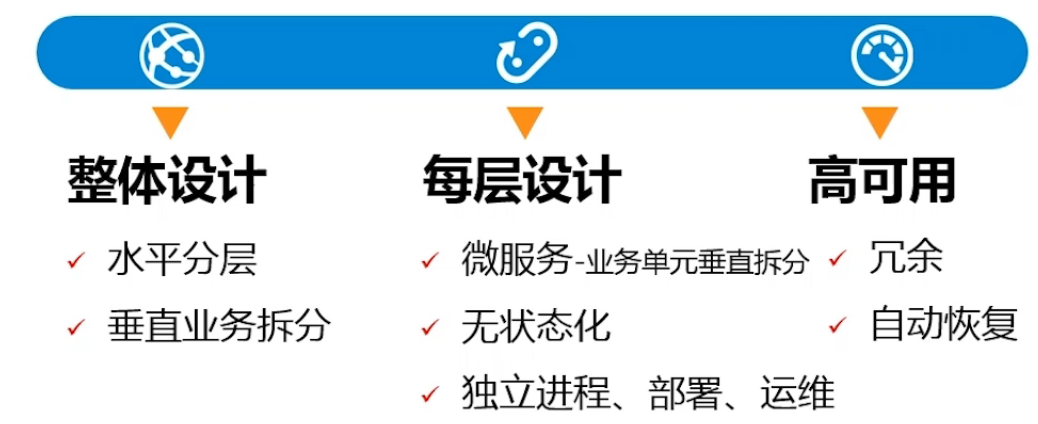 整体设计
水平分层
垂直业务拆分
每层设计
微服务-业务单元垂直拆分
无状态化
独立进程、部署、运维
高可用
冗余
自动恢复